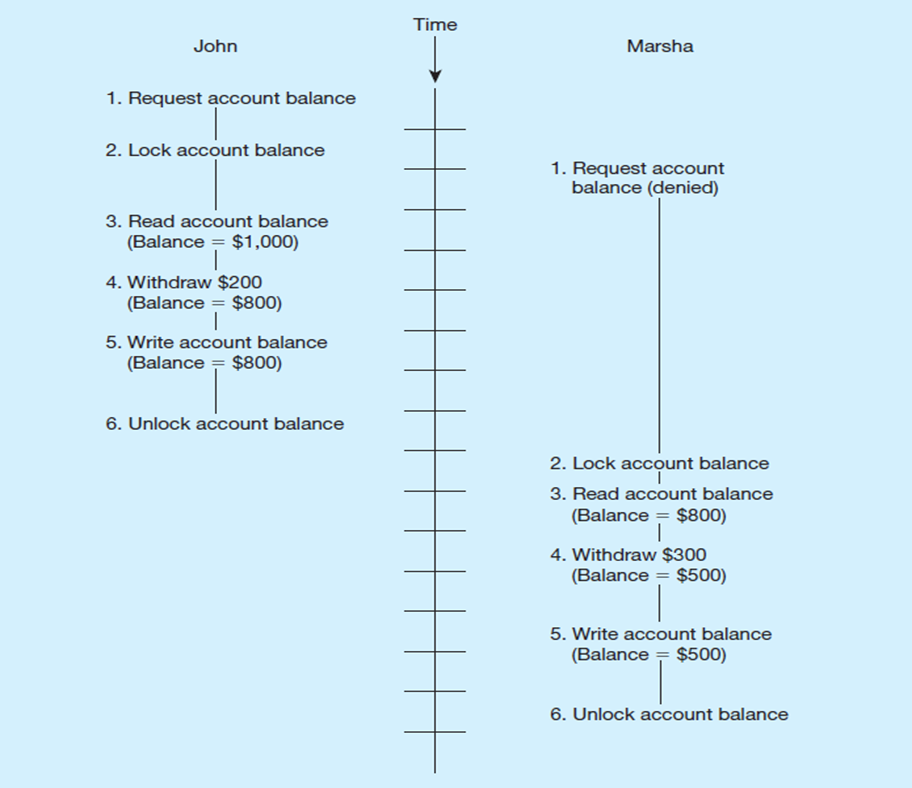 Time
John
Marsha
1. Request account balance
2. Lock account balance
1. Request account
balance (denied)
3. Read account balance
(Balance = $1,000)
4. Withdraw $200
(Balance = $800)
5. Write account balance
(Balance = $800)
6. Unlock account balance
2. Lock account balance
3. Read account balance
(Balance = $800)
4. Withdraw $300
(Balance = $500)
5. Write account balance
(Balance = $500)
6. Unlock account balance